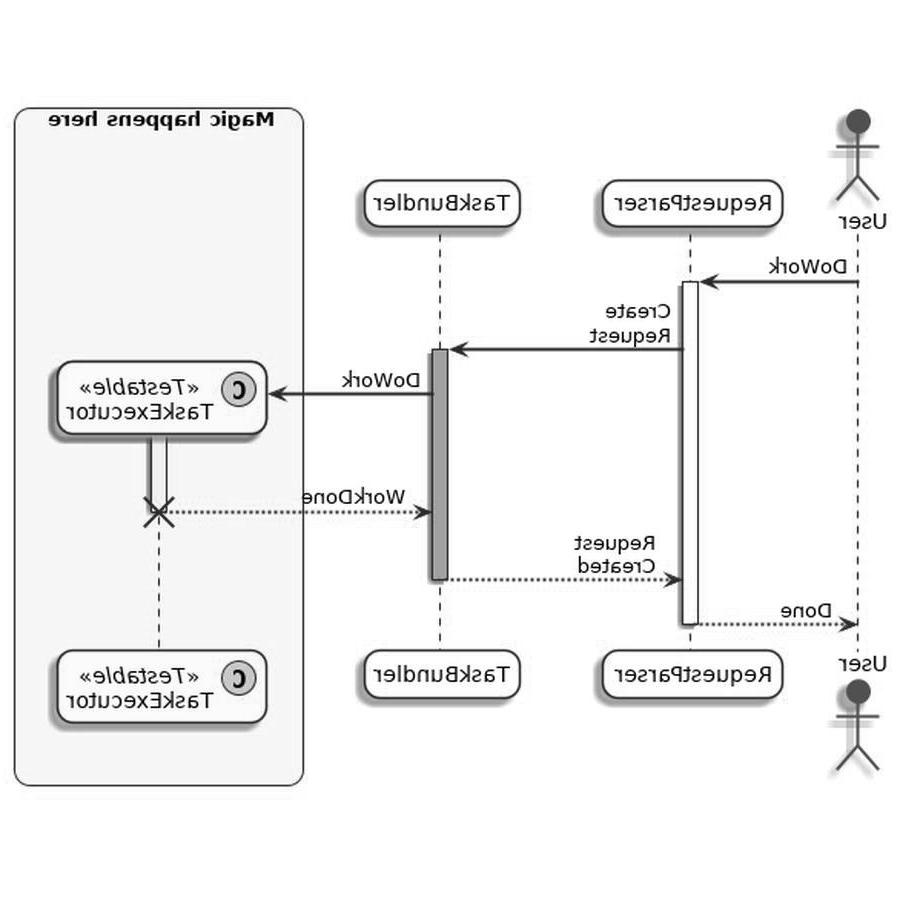 Magic happens here
User
RequestParser
TaskBundler
DoWork
Create
Request
DoWork
C «Testable»
TaskExecutor
WorkDone
Request
Created
Done
User
RequestParser
TaskBundler
C «Testable»
TaskExecutor